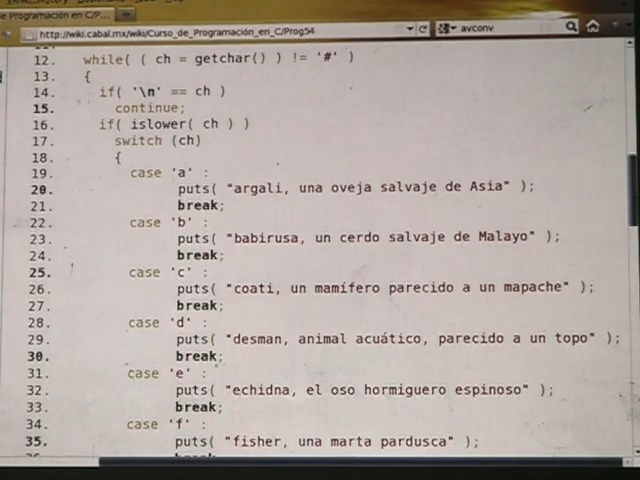 e Programación en C/P...
http://wiki.cabal.mx/wiki/Curso_de_Programación_en_C/Prog54
avconv
12. while( ( ch = getchar() ) != '#' )
13. {
14. if( '\n' == ch )
15. continue;
16. if( islower( ch ) )
17. switch (ch)
18. {
19. case 'a' :
20. puts( "argali, una oveja salvaje de Asia" );
21. break;
22. case 'b' :
23. puts( "babirusa, un cerdo salvaje de Malayo" );
24. break;
25. case 'c' :
26. puts( "coati, un mamífero parecido a un mapache" );
27. break;
28. case 'd' :
29. puts( "desman, animal acuático, parecido a un topo" );
30. break;
31. case 'e' :
32. puts( "echidna, el oso hormiguero espinoso" );
33. break;
34. case 'f' :
35. puts( "fisher, una marta pardusca" );